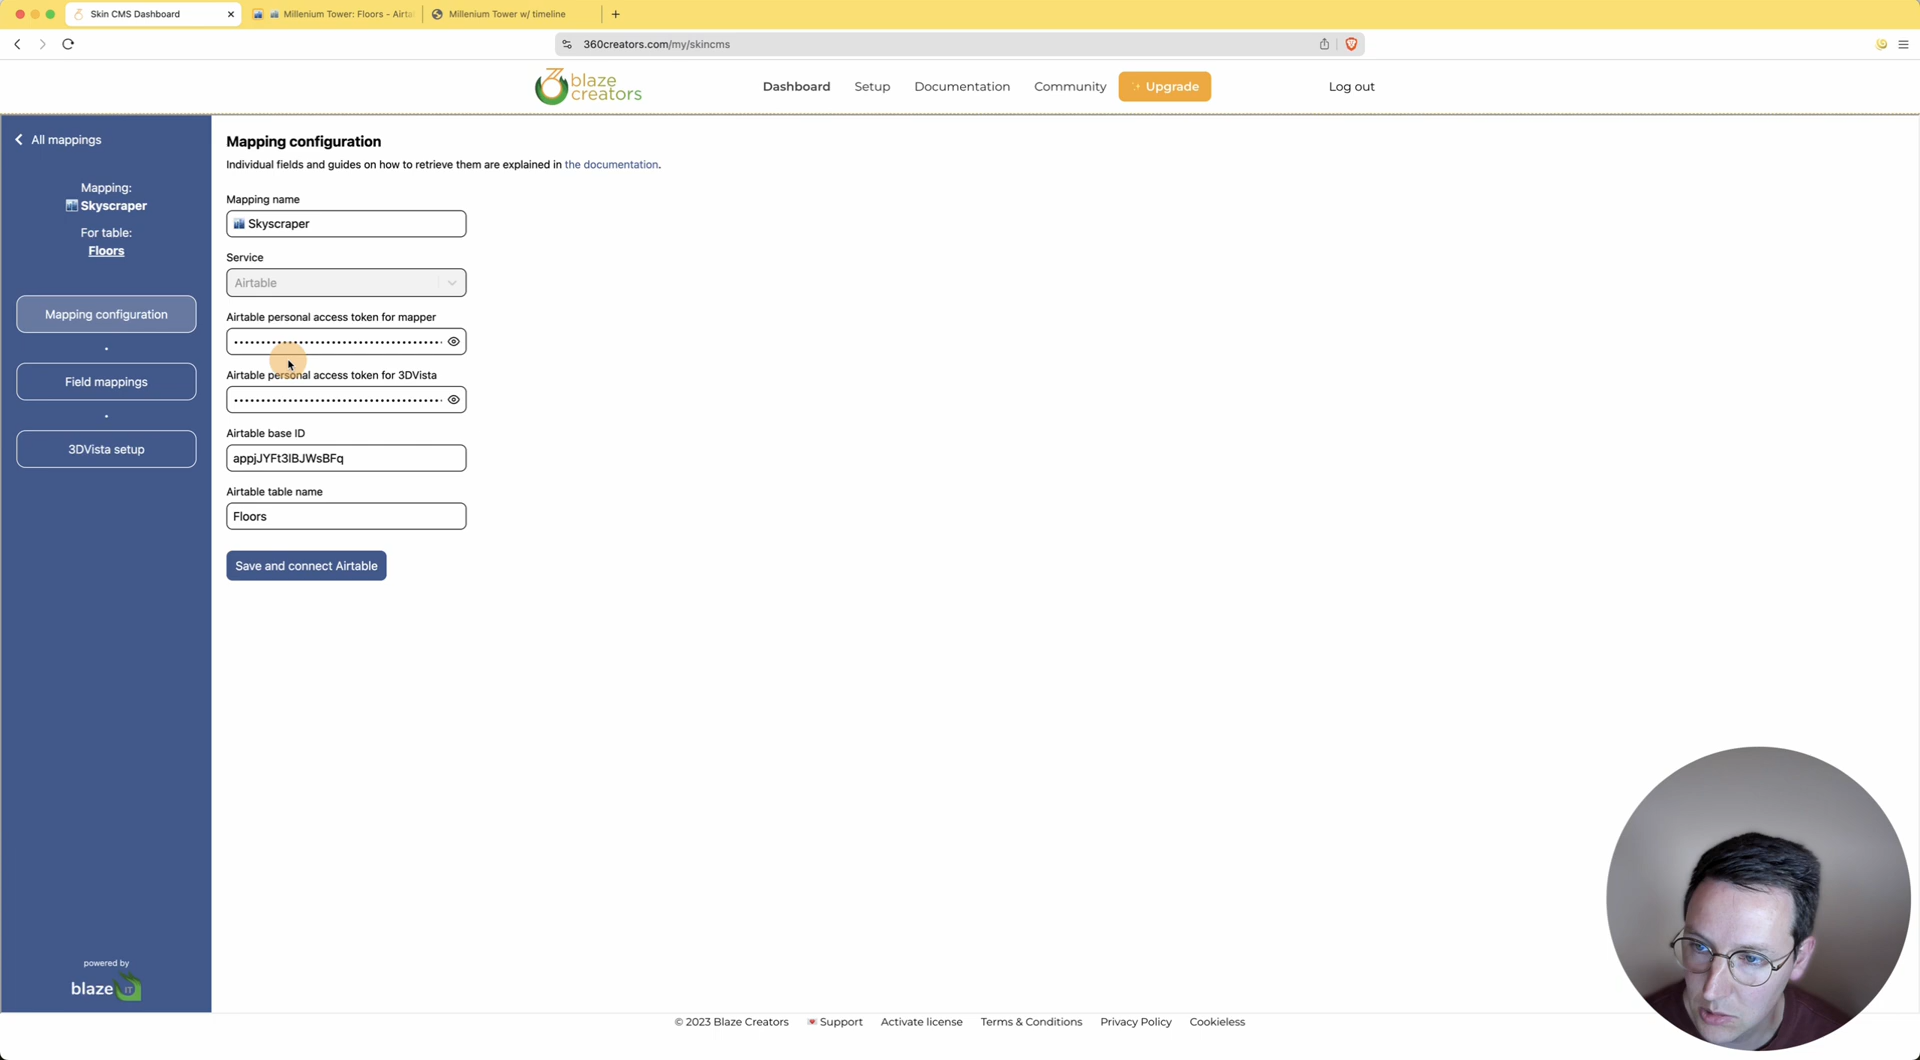 Skin CMS Dashboard
Millenium Tower: Floors - Airta
Millenium Tower w/ timeline
360creators.com/my/skincms
blaze creators
Dashboard
Setup
Documentation
Community
Upgrade
Log out
All mappings
Mapping:
Skyscraper
For table:
Floors
Mapping configuration
Field mappings
3DVista setup
powered by
blaze IT
Mapping configuration
Individual fields and guides on how to retrieve them are explained in the documentation.
Mapping name
Skyscraper
Service
Airtable
Airtable personal access token for mapper
Airtable personal access token for 3DVista
Airtable base ID
appjJYFt3IBJWsBFq
Airtable table name
Floors
Save and connect Airtable
© 2023 Blaze Creators
Support
Activate license
Terms & Conditions
Privacy Policy
Cookieless